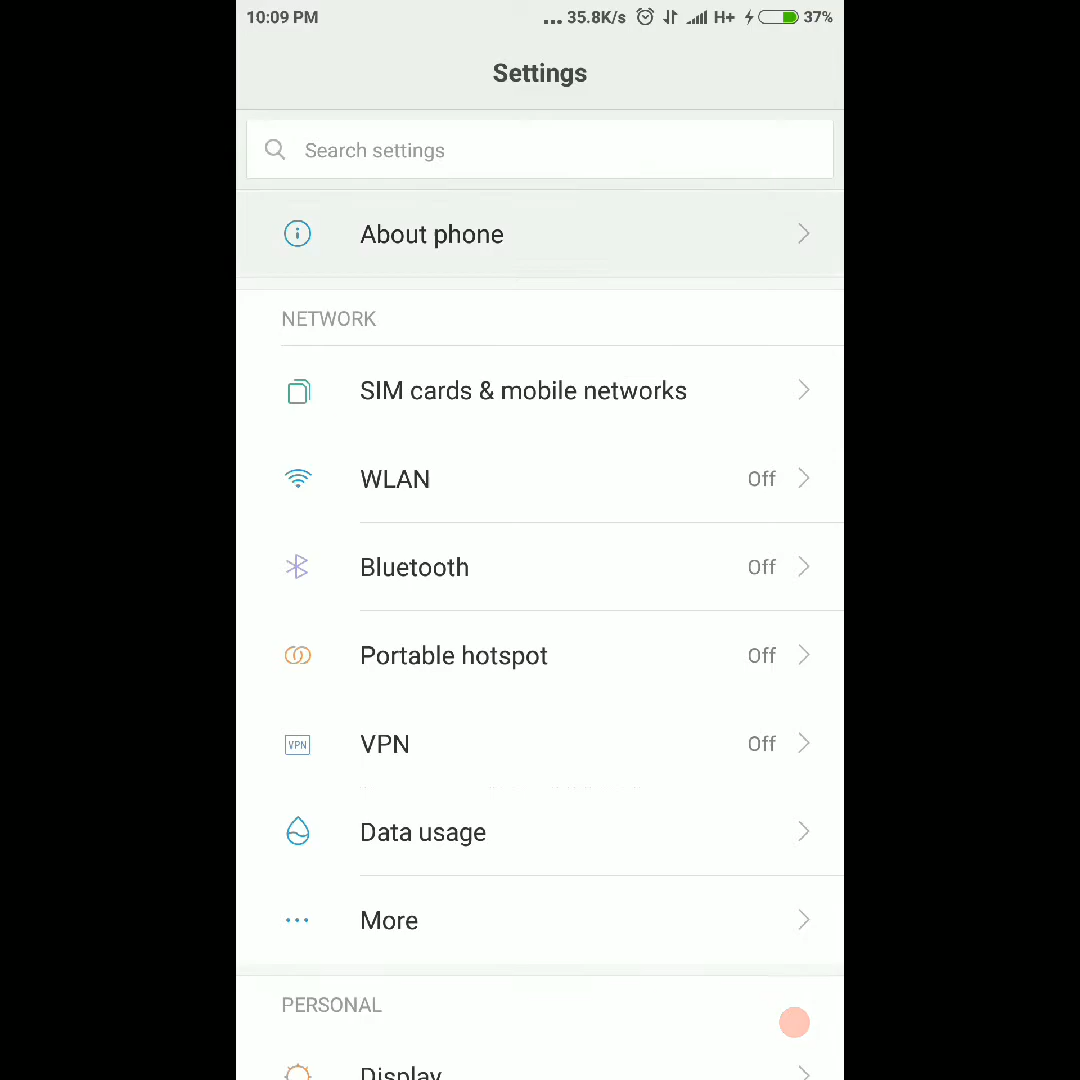 10:09 PM ... 35.8K/s H+ 37%
Settings
Search settings
About phone
NETWORK
SIM cards & mobile networks
WLAN Off
Bluetooth Off
Portable hotspot Off
VPN VPN Off
Data usage
More
PERSONAL
Display